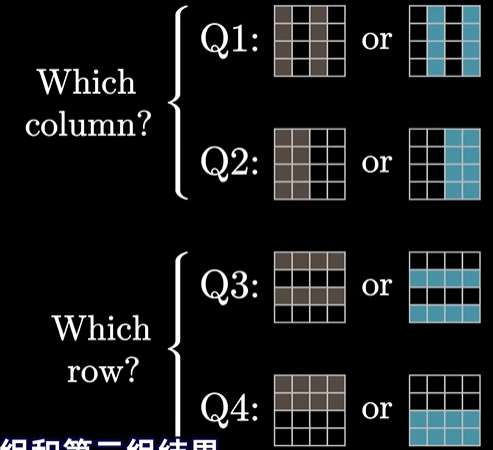 Which
column?
Q1: or
Q2: or
Which
row?
Q3: or
Q4: or
组和第二组结果